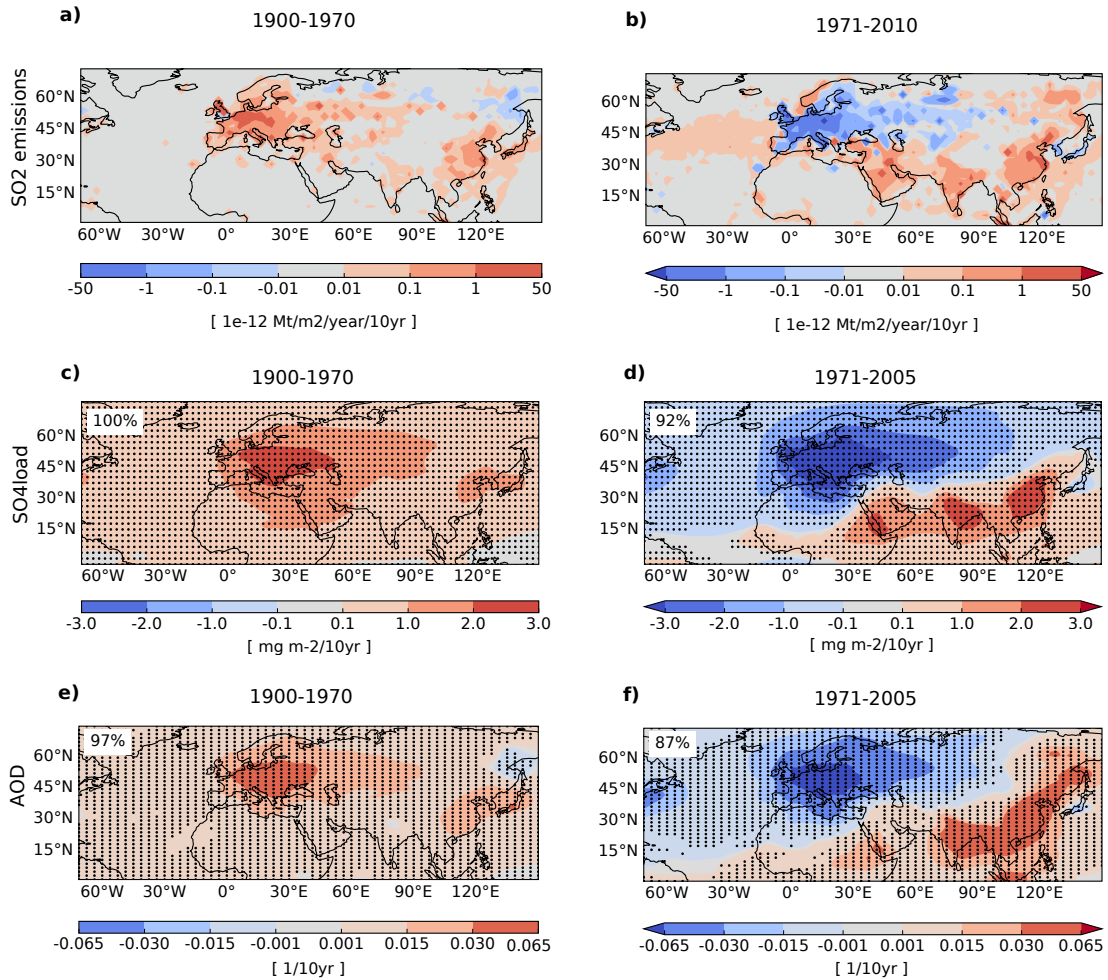 a)
1900-1970
b)
1971-2010
SO2 emissions
60°N
45°N
30°N
15°N
60°W 30°W 0° 30°E 60°E 90°E 120°E
60°N
45°N
30°N
15°N
60°W 30°W 0° 30°E 60°E 90°E 120°E
-50 -1 -0.1 -0.01 0.01 0.1 1 50
[ 1e-12 Mt/m2/year/10yr ]
-50 -1 -0.1 -0.01 0.01 0.1 1 50
[ 1e-12 Mt/m2/year/10yr ]
c)
1900-1970
d)
1971-2005
SO4load
100%
60°N
45°N
30°N
15°N
60°W 30°W 0° 30°E 60°E 90°E 120°E
92%
60°N
45°N
30°N
15°N
60°W 30°W 0° 30°E 60°E 90°E 120°E
-3.0 -2.0 -1.0 -0.1 0.1 1.0 2.0 3.0
[ mg m-2/10yr ]
-3.0 -2.0 -1.0 -0.1 0.1 1.0 2.0 3.0
[ mg m-2/10yr ]
e)
1900-1970
f)
1971-2005
AOD
97%
60°N
45°N
30°N
15°N
60°W 30°W 0° 30°E 60°E 90°E 120°E
87%
60°N
45°N
30°N
15°N
60°W 30°W 0° 30°E 60°E 90°E 120°E
-0.065 -0.030 -0.015 -0.001 0.001 0.015 0.030 0.065
[ 1/10yr ]
-0.065 -0.030 -0.015 -0.001 0.001 0.015 0.030 0.065
[ 1/10yr ]